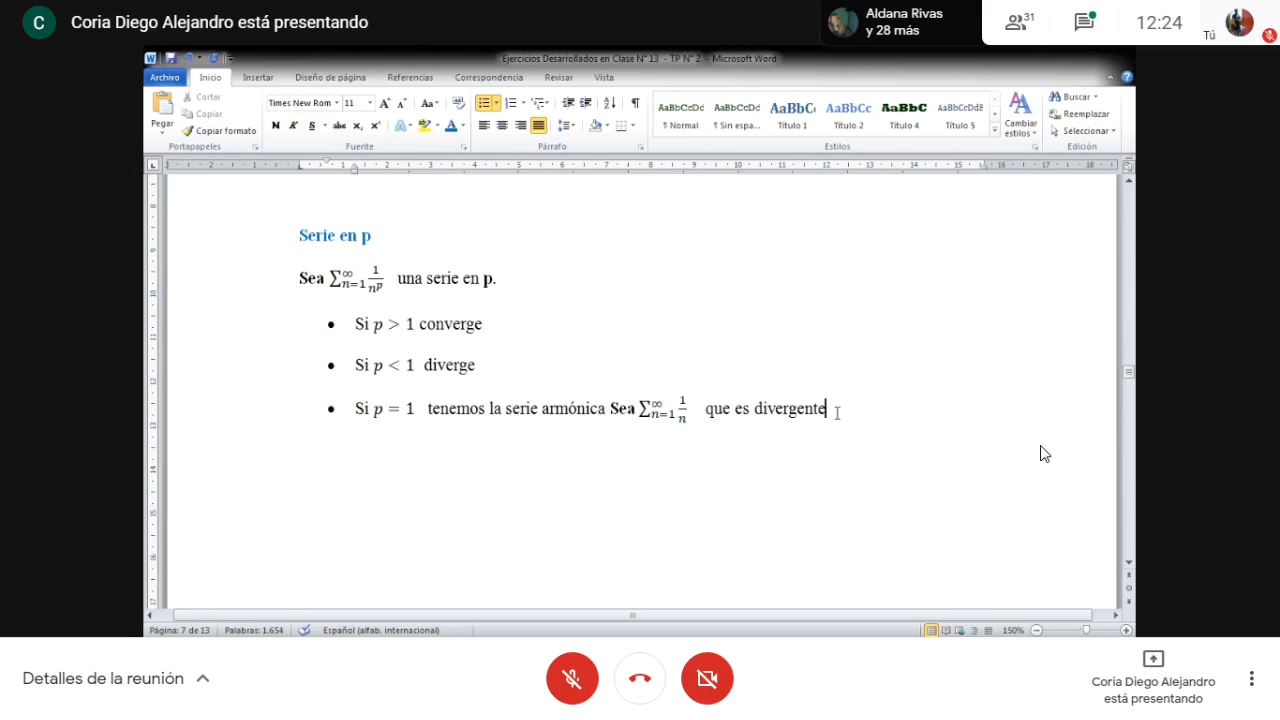 C Coria Diego Alejandro está presentando
Aldana Rivas
y 28 más
31
12:24
Tú
Ejercicios Desarrollados en Clase N° 13 - TP N° 2 - Microsoft Word
Archivo Inicio Insertar Diseño de página Referencias Correspondencia Revisar Vista
Pegar
Cortar
Copiar
Copiar formato
Portapapeles
Times New Rom 11
N K S abc x₂ x²
Fuente
Párrafo
AaBbCcDd AaBbCcDd AaBbC AaBbCc AaBbC AaBbCcDdE
¶ Normal ¶ Sin espa... Título 1 Título 2 Título 4 Título 5
Estilos
Cambiar
estilos
Buscar
Reemplazar
Seleccionar
Edición
Serie en p
Sea ∑_{n=1}^{∞} 1/n^p una serie en p.
• Si p > 1 converge
• Si p < 1 diverge
• Si p = 1 tenemos la serie armónica Sea ∑_{n=1}^{∞} 1/n que es divergente
Página: 7 de 13 Palabras: 1.654 Español (alfab. internacional) 150%
Detalles de la reunión
Coria Diego Alejandro
está presentando